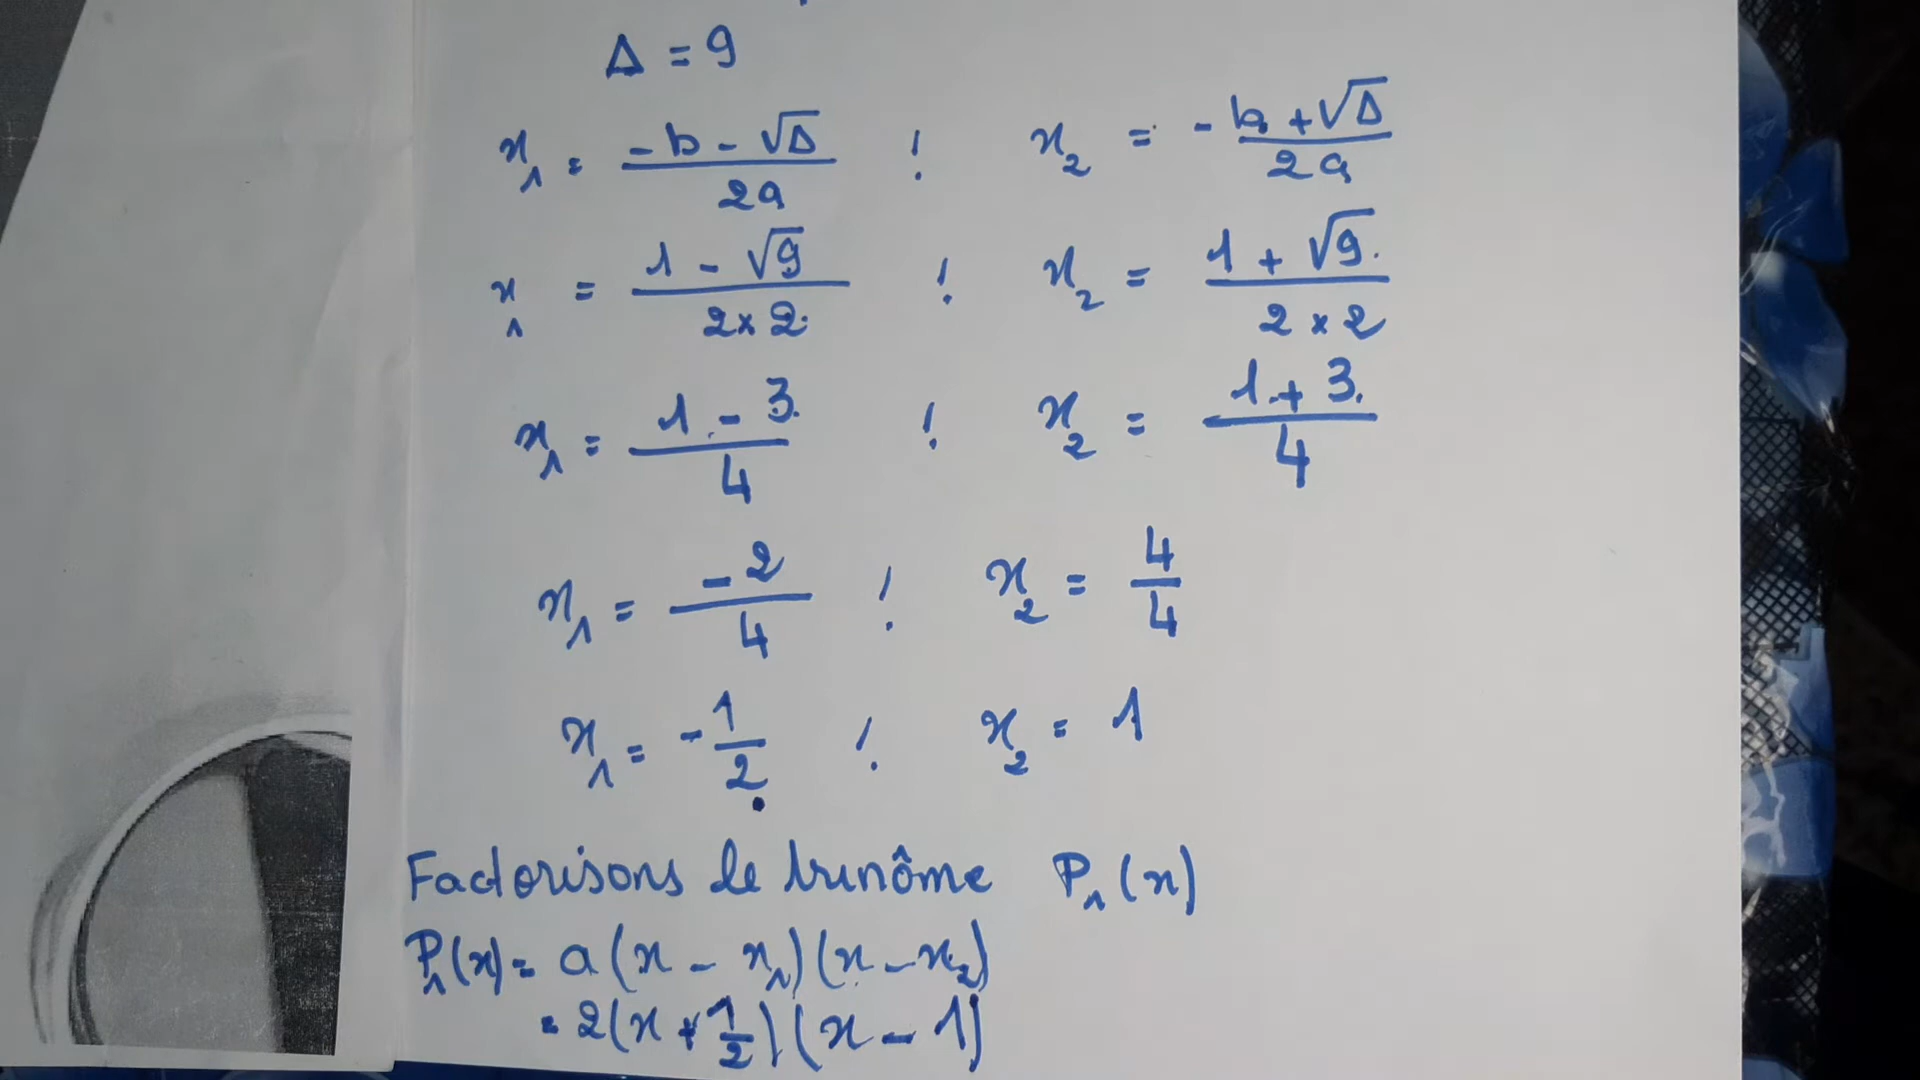 Δ = 9
x₁ = (-b - √Δ)/2a ; x₂ = (-b + √Δ)/2a
x₁ = (1 - √9)/(2×2) ; x₂ = (1 + √9)/(2×2)
x₁ = (1 - 3)/4 ; x₂ = (1 + 3)/4
x₁ = -2/4 ; x₂ = 4/4
x₁ = -1/2 ; x₂ = 1
Factorisons le trinôme P₁(x)
P₁(x) = a(x - x₁)(x - x₂)
= 2(x + 1/2)(x - 1)